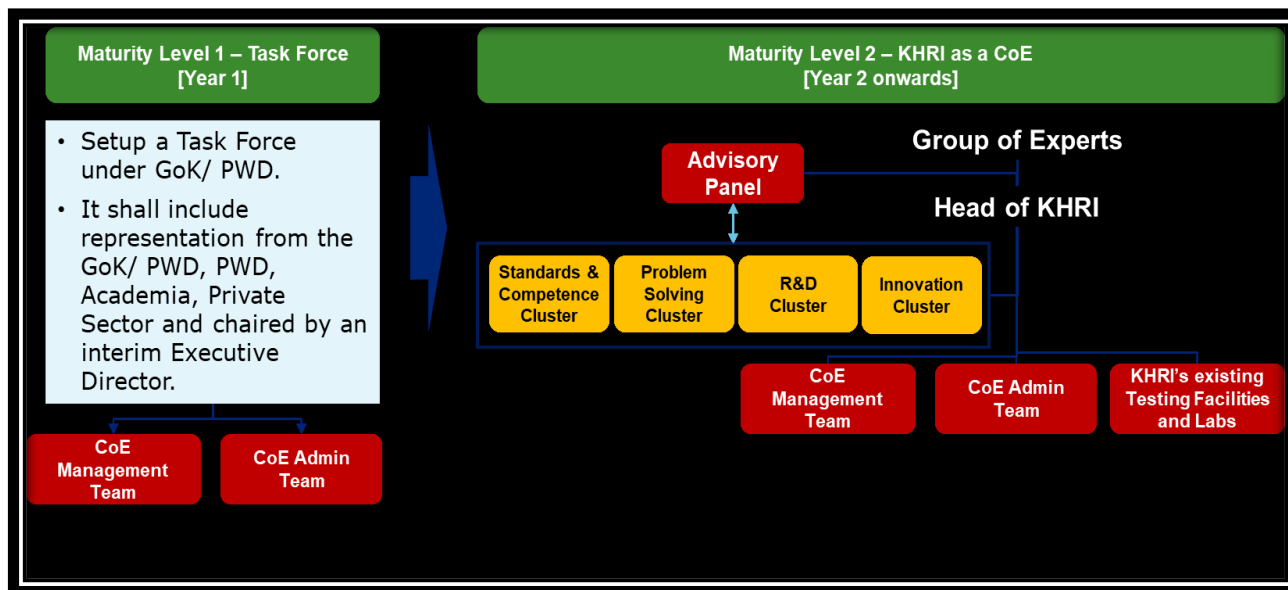 Maturity Level 1 – Task Force
[Year 1]
• Setup a Task Force
under GoK/ PWD.
• It shall include
representation from the
GoK/ PWD, PWD,
Academia, Private
Sector and chaired by an
interim Executive
Director.
CoE
Management
Team
CoE Admin
Team
Maturity Level 2 – KHRI as a CoE
[Year 2 onwards]
Group of Experts
Advisory
Panel
Head of KHRI
Standards &
Competence
Cluster
Problem
Solving
Cluster
R&D
Cluster
Innovation
Cluster
CoE
Management
Team
CoE Admin
Team
KHRI's existing
Testing Facilities
and Labs